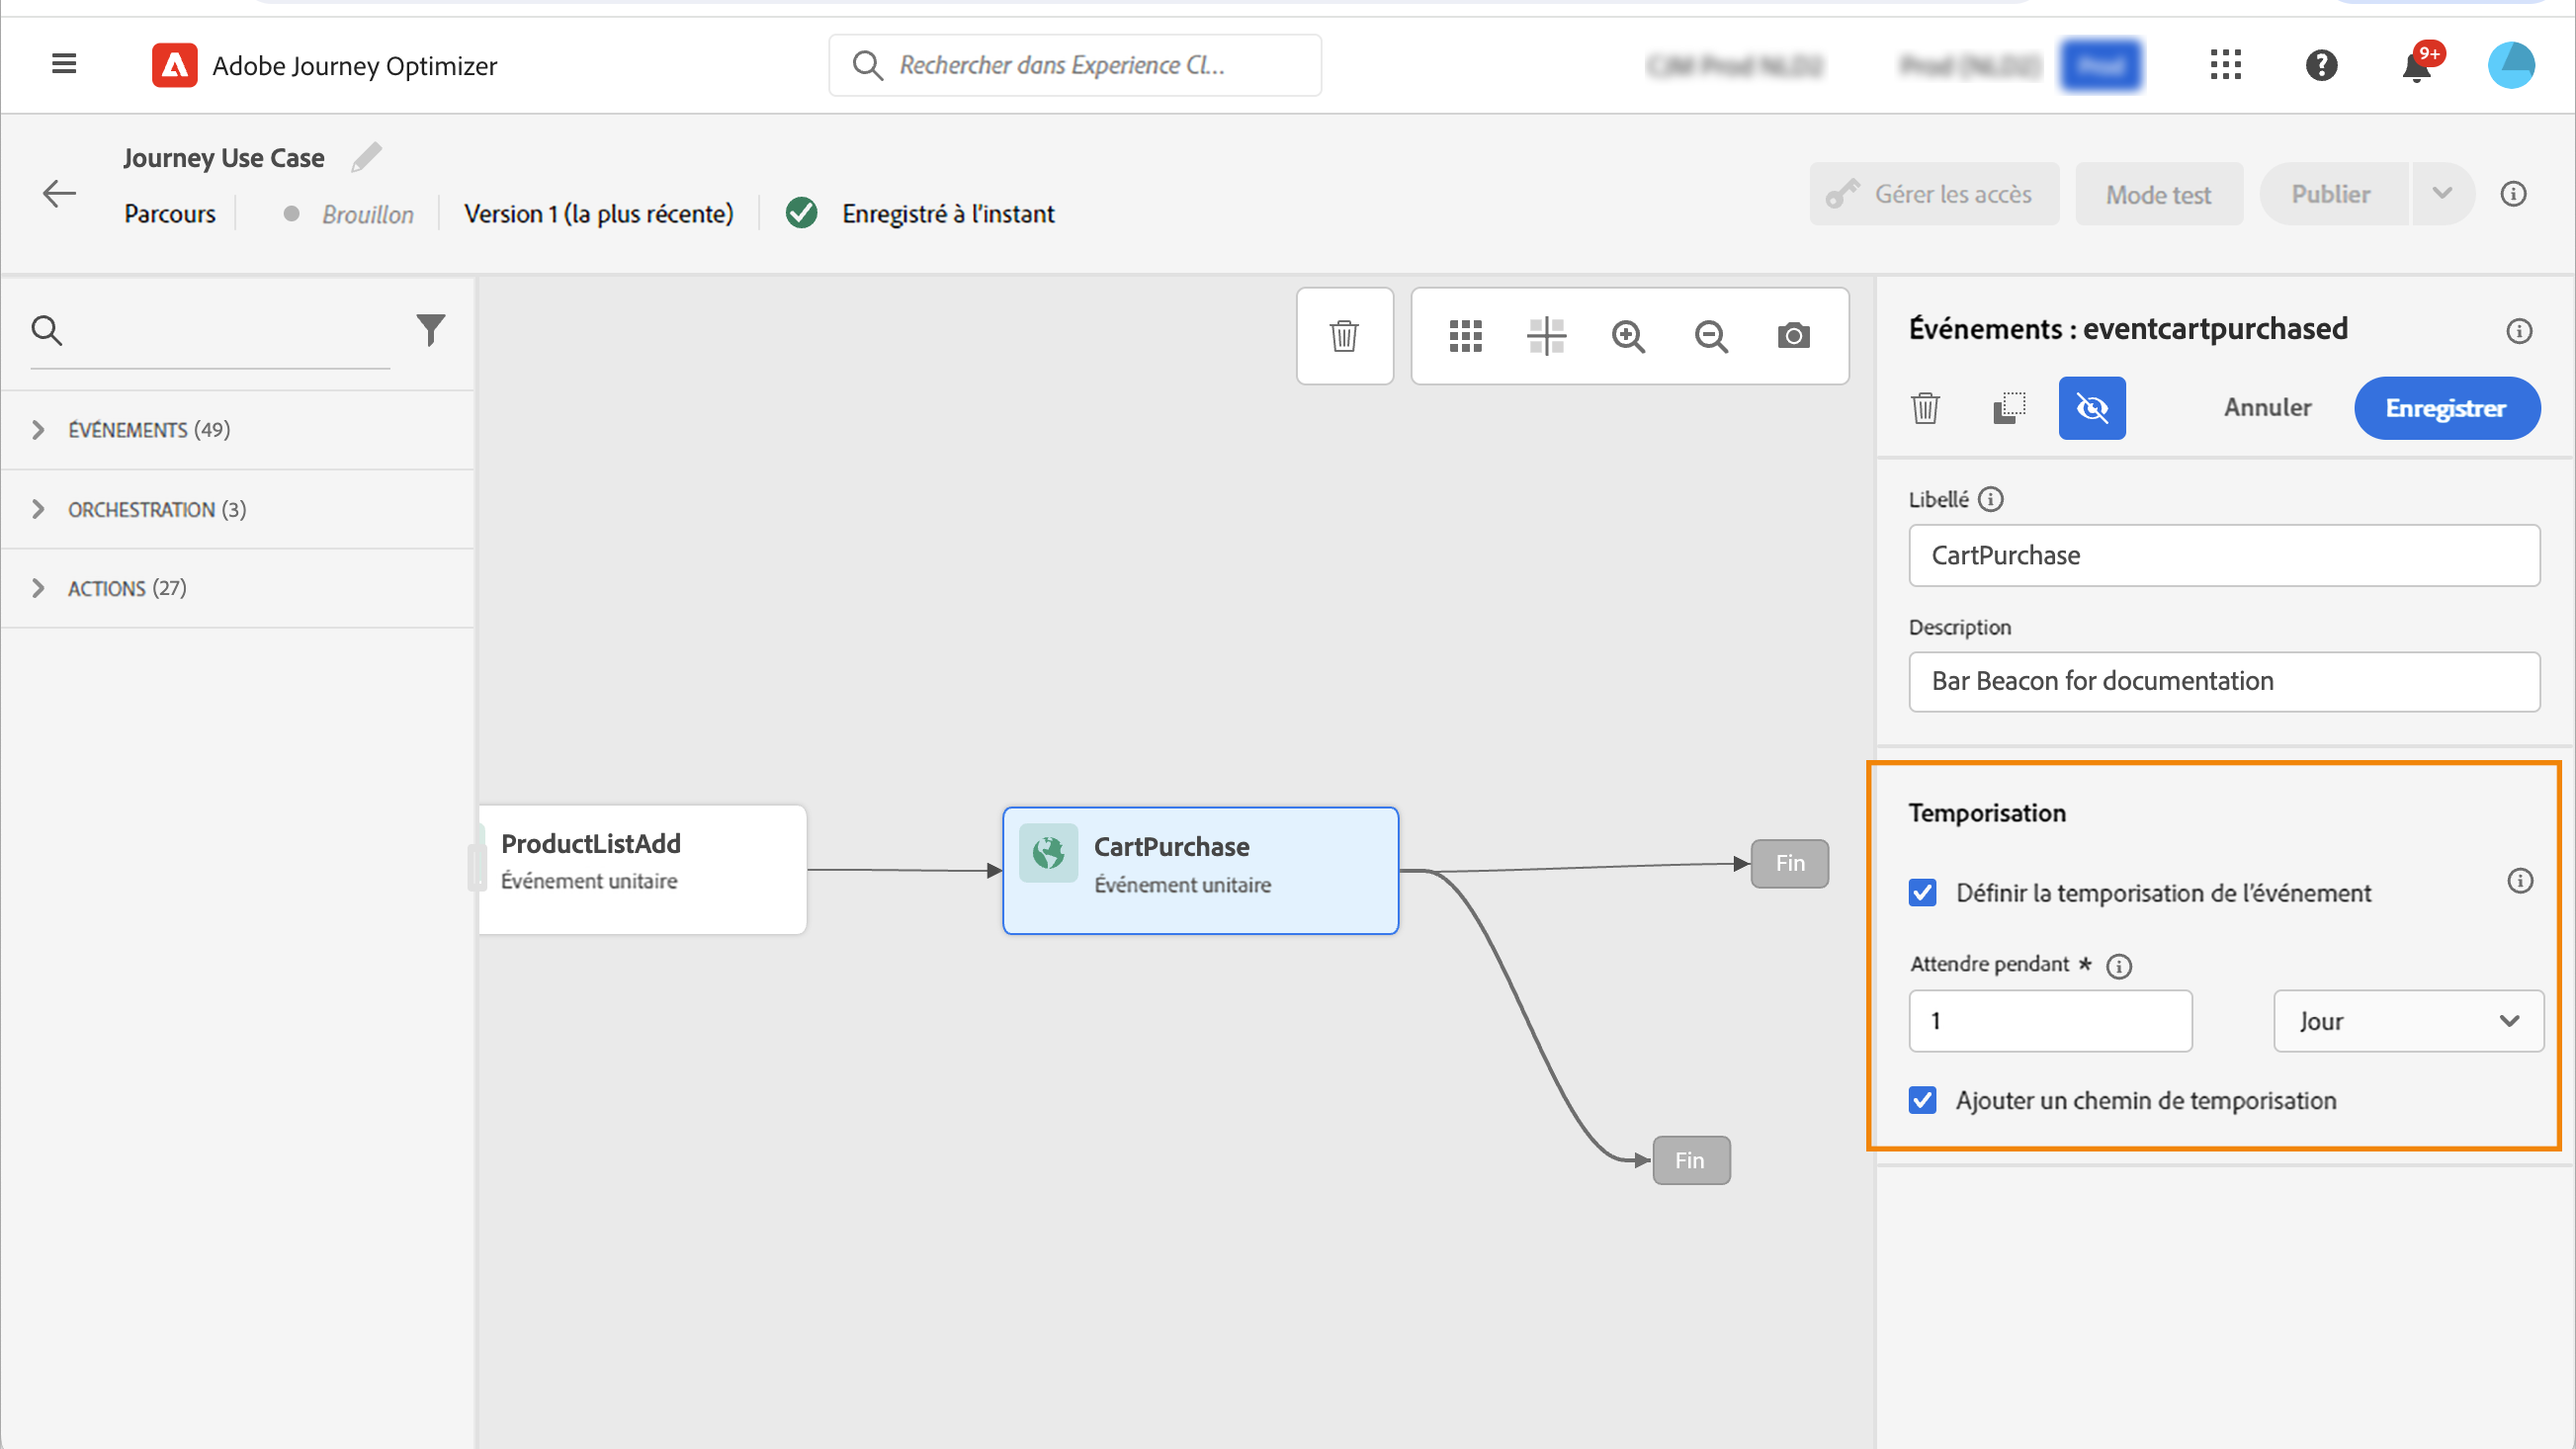 Adobe Journey Optimizer
Rechercher dans Experience Cl...
9+
Journey Use Case
Parcours
Brouillon
Version 1 (la plus récente)
Enregistré à l'instant
Gérer les accès
Mode test
Publier
ÉVÉNEMENTS (49)
ORCHESTRATION (3)
ACTIONS (27)
ProductListAdd
Événement unitaire
CartPurchase
Événement unitaire
Fin
Fin
Événements : eventcartpurchased
Annuler
Enregistrer
Libellé
CartPurchase
Description
Bar Beacon for documentation
Temporisation
Définir la temporisation de l'événement
Attendre pendant *
1
Jour
Ajouter un chemin de temporisation